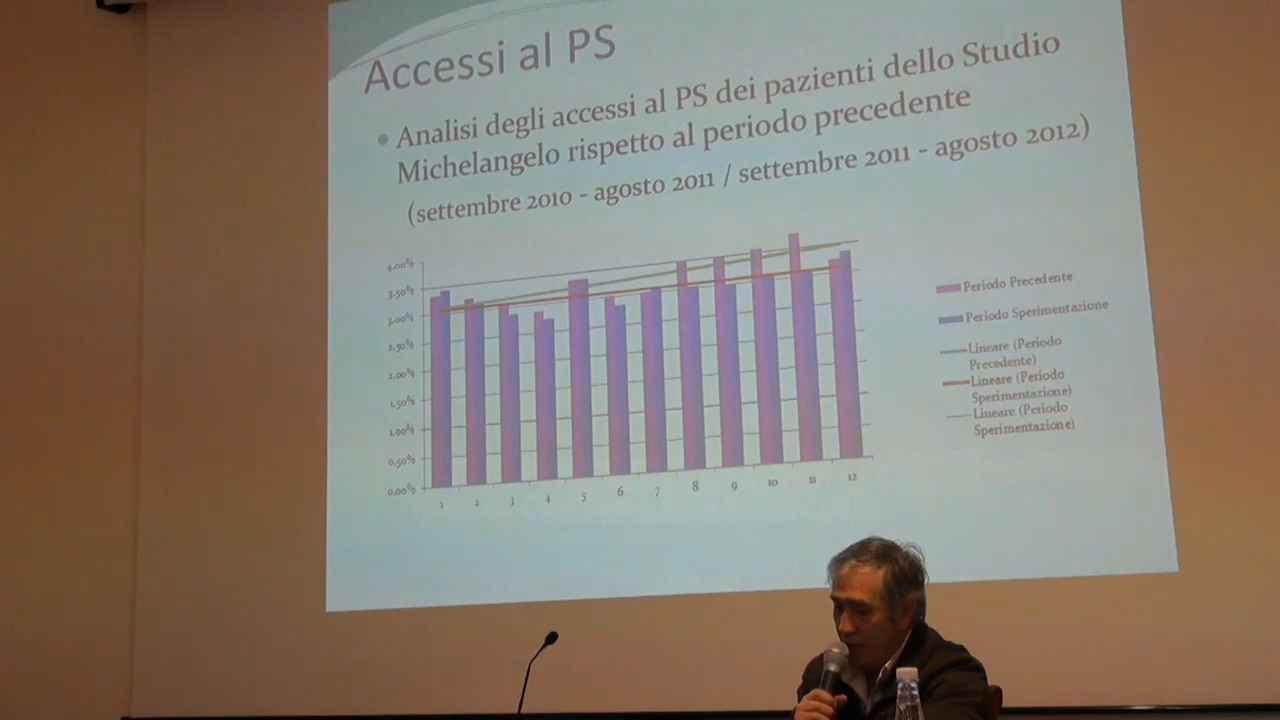 Accessi al PS
Analisi degli accessi al PS dei pazienti dello Studio
Michelangelo rispetto al periodo precedente
(settembre 2010 - agosto 2011 / settembre 2011 - agosto 2012)
4,00%
3,50%
3,00%
2,50%
2,00%
1,50%
1,00%
0,50%
0,00%
1 2 3 4 5 6 7 8 9 10 11 12
Periodo Precedente
Periodo Sperimentazione
Lineare (Periodo
Precedente)
Lineare (Periodo
Sperimentazione)
Lineare (Periodo
Sperimentazione)